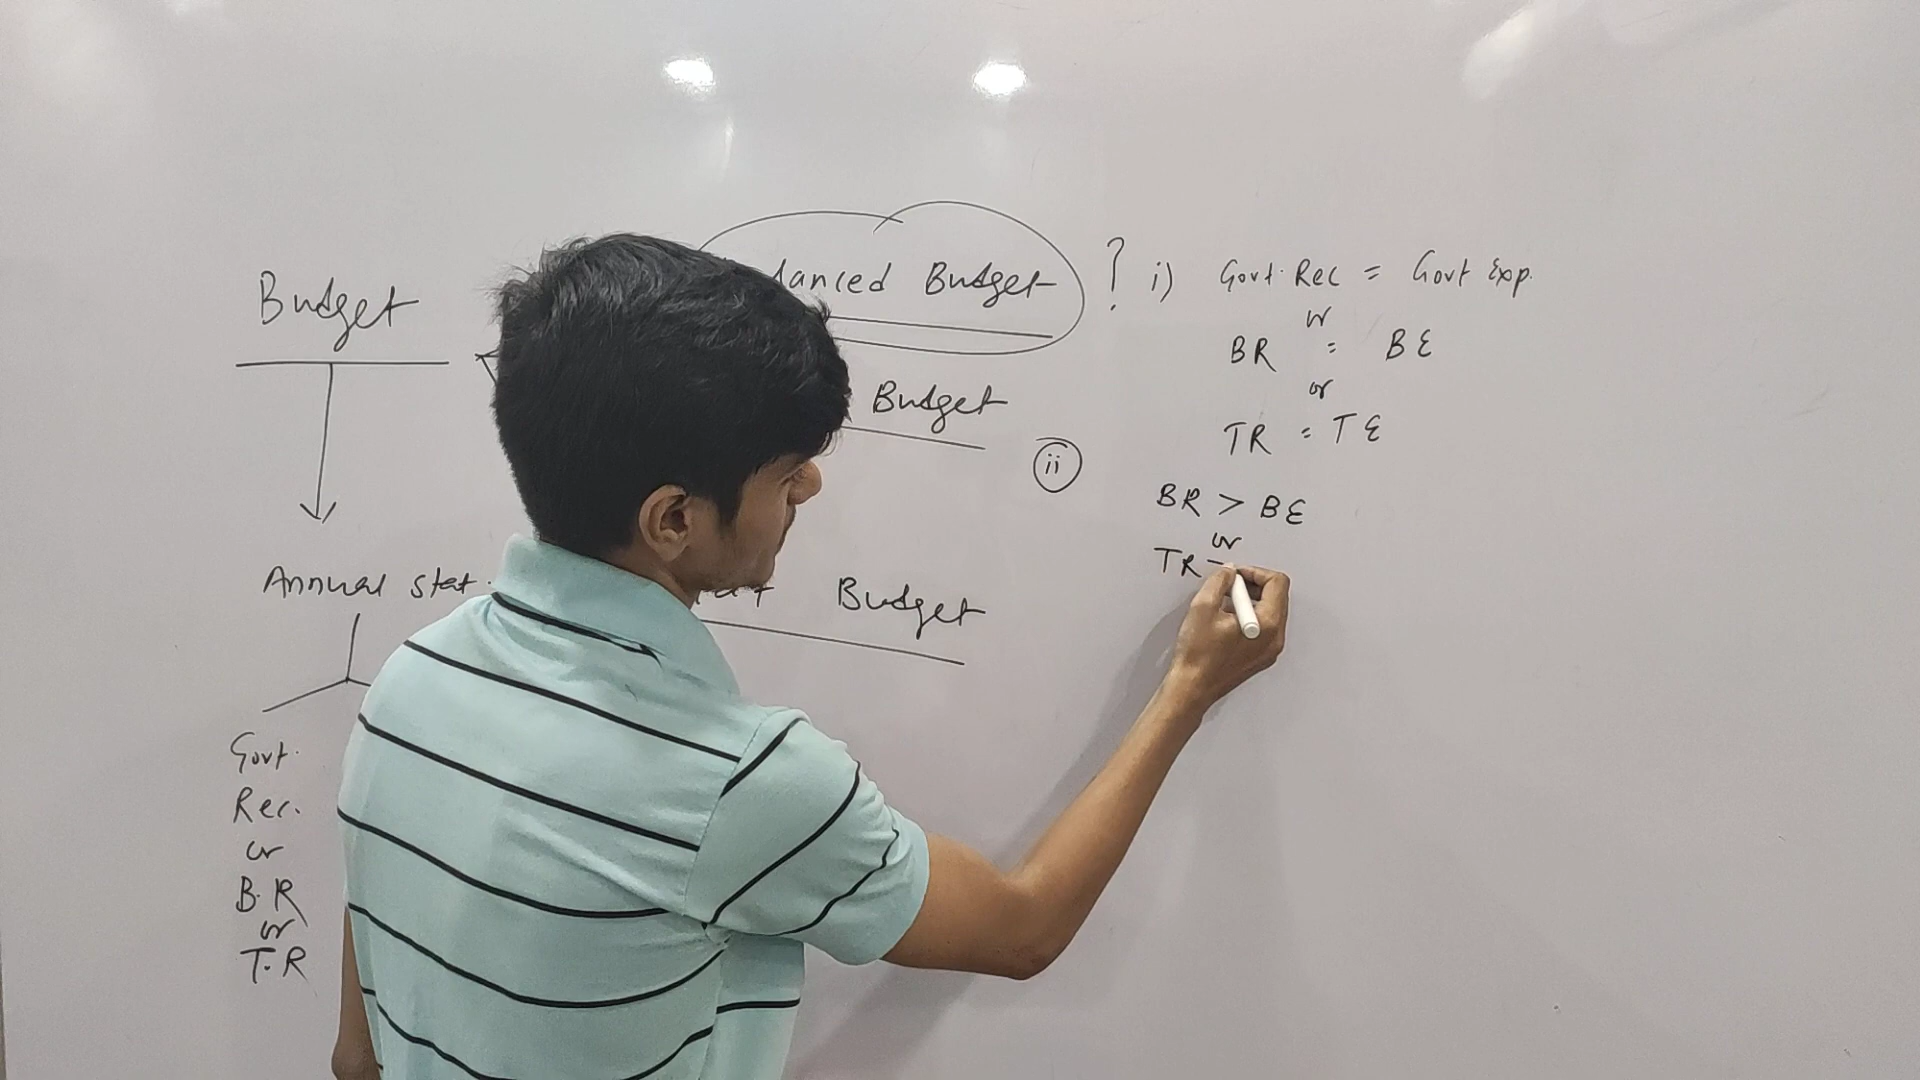 Budget
Budget
? i) Govt. Rec = Govt Exp.
or
BR = BE
or
TR = TE
Budget
ii
BR > BE
or
TR
Annual stat.
Budget
Govt.
Rec.
or
B.R
or
T.R